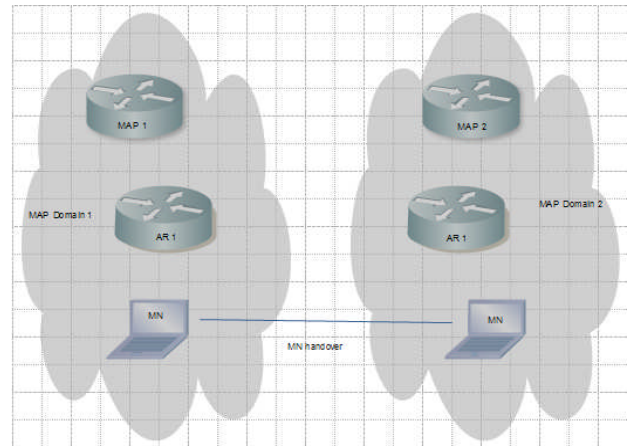 MAP 1
MAP 2
MAP Domain 1
MAP Domain 2
AR 1
AR 1
MN
MN
MN handover